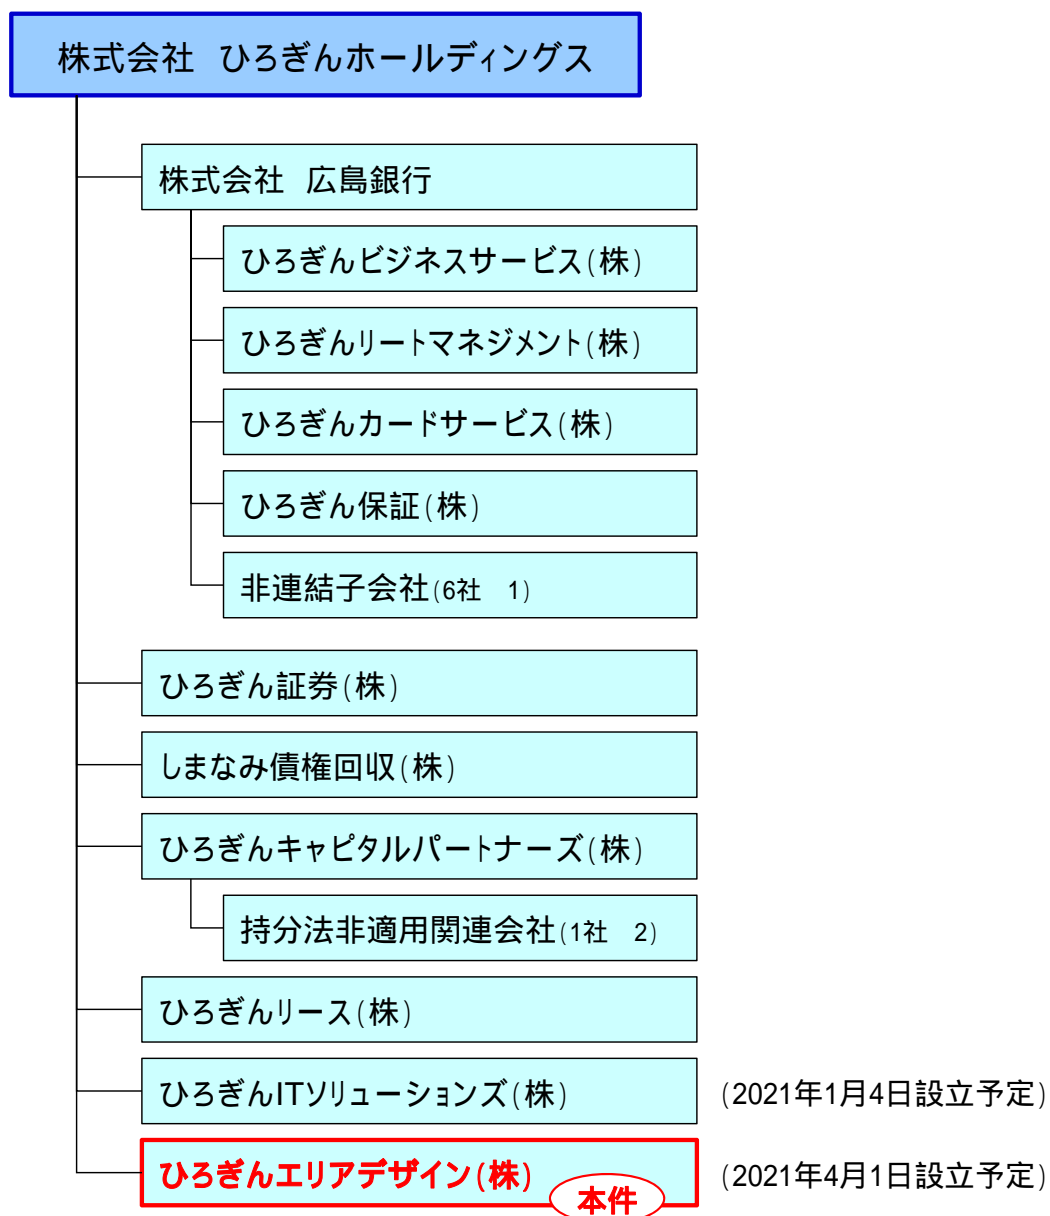 株式会社　ひろぎんホールディングス
株式会社　広島銀行
ひろぎんビジネスサービス(株)
ひろぎんリートマネジメント(株)
ひろぎんカードサービス(株)
ひろぎん保証(株)
非連結子会社(6社　1)
ひろぎん証券(株)
しまなみ債権回収(株)
ひろぎんキャピタルパートナーズ(株)
持分法非適用関連会社(1社　2)
ひろぎんリース(株)
ひろぎんITソリューションズ(株)　(2021年1月4日設立予定)
ひろぎんエリアデザイン(株)　(2021年4月1日設立予定)
本件